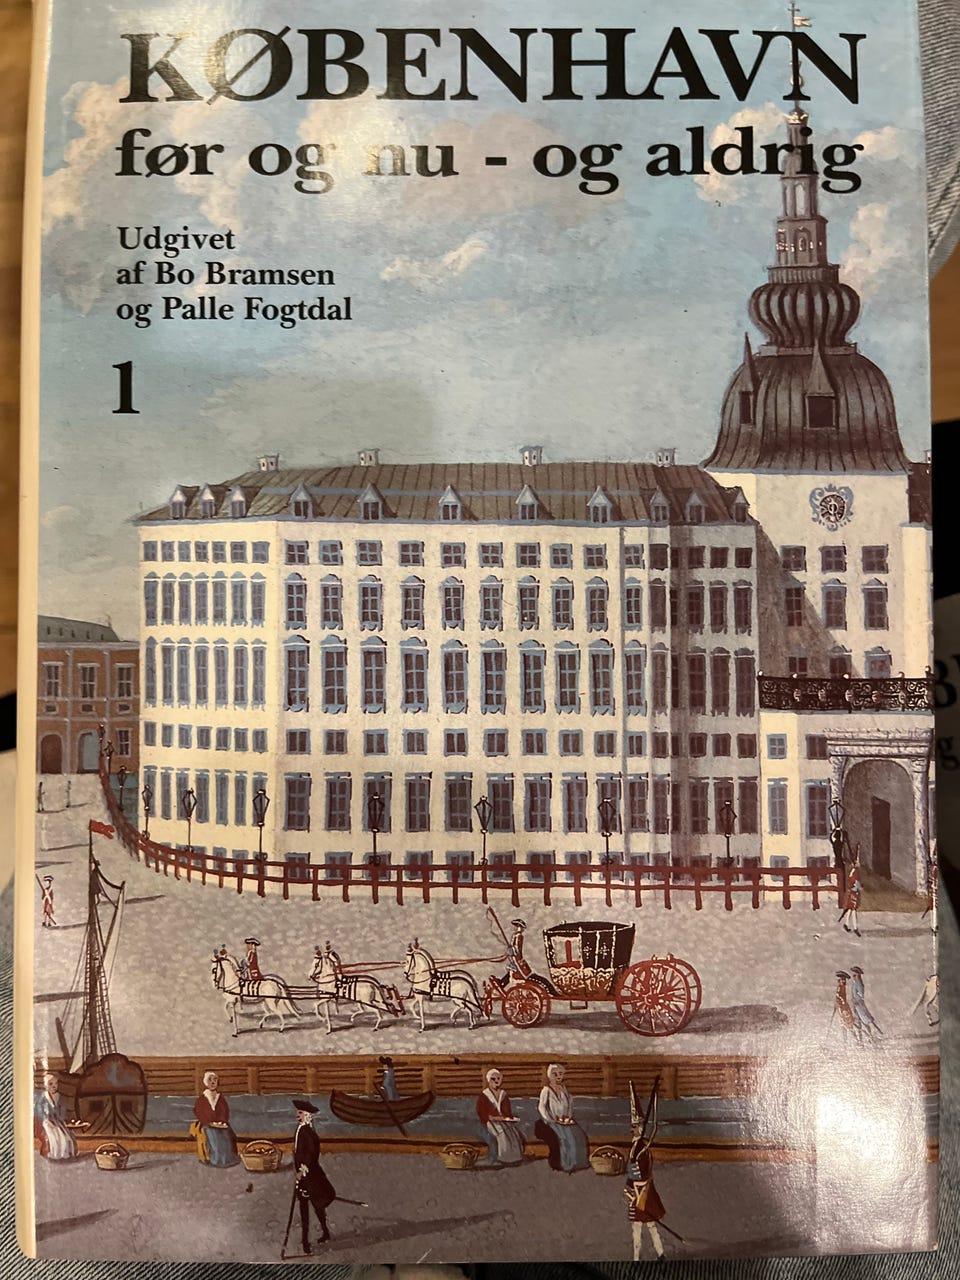 KØBENHAVN
før og nu - og aldrig
Udgivet
af Bo Bramsen
og Palle Fogtdal
1